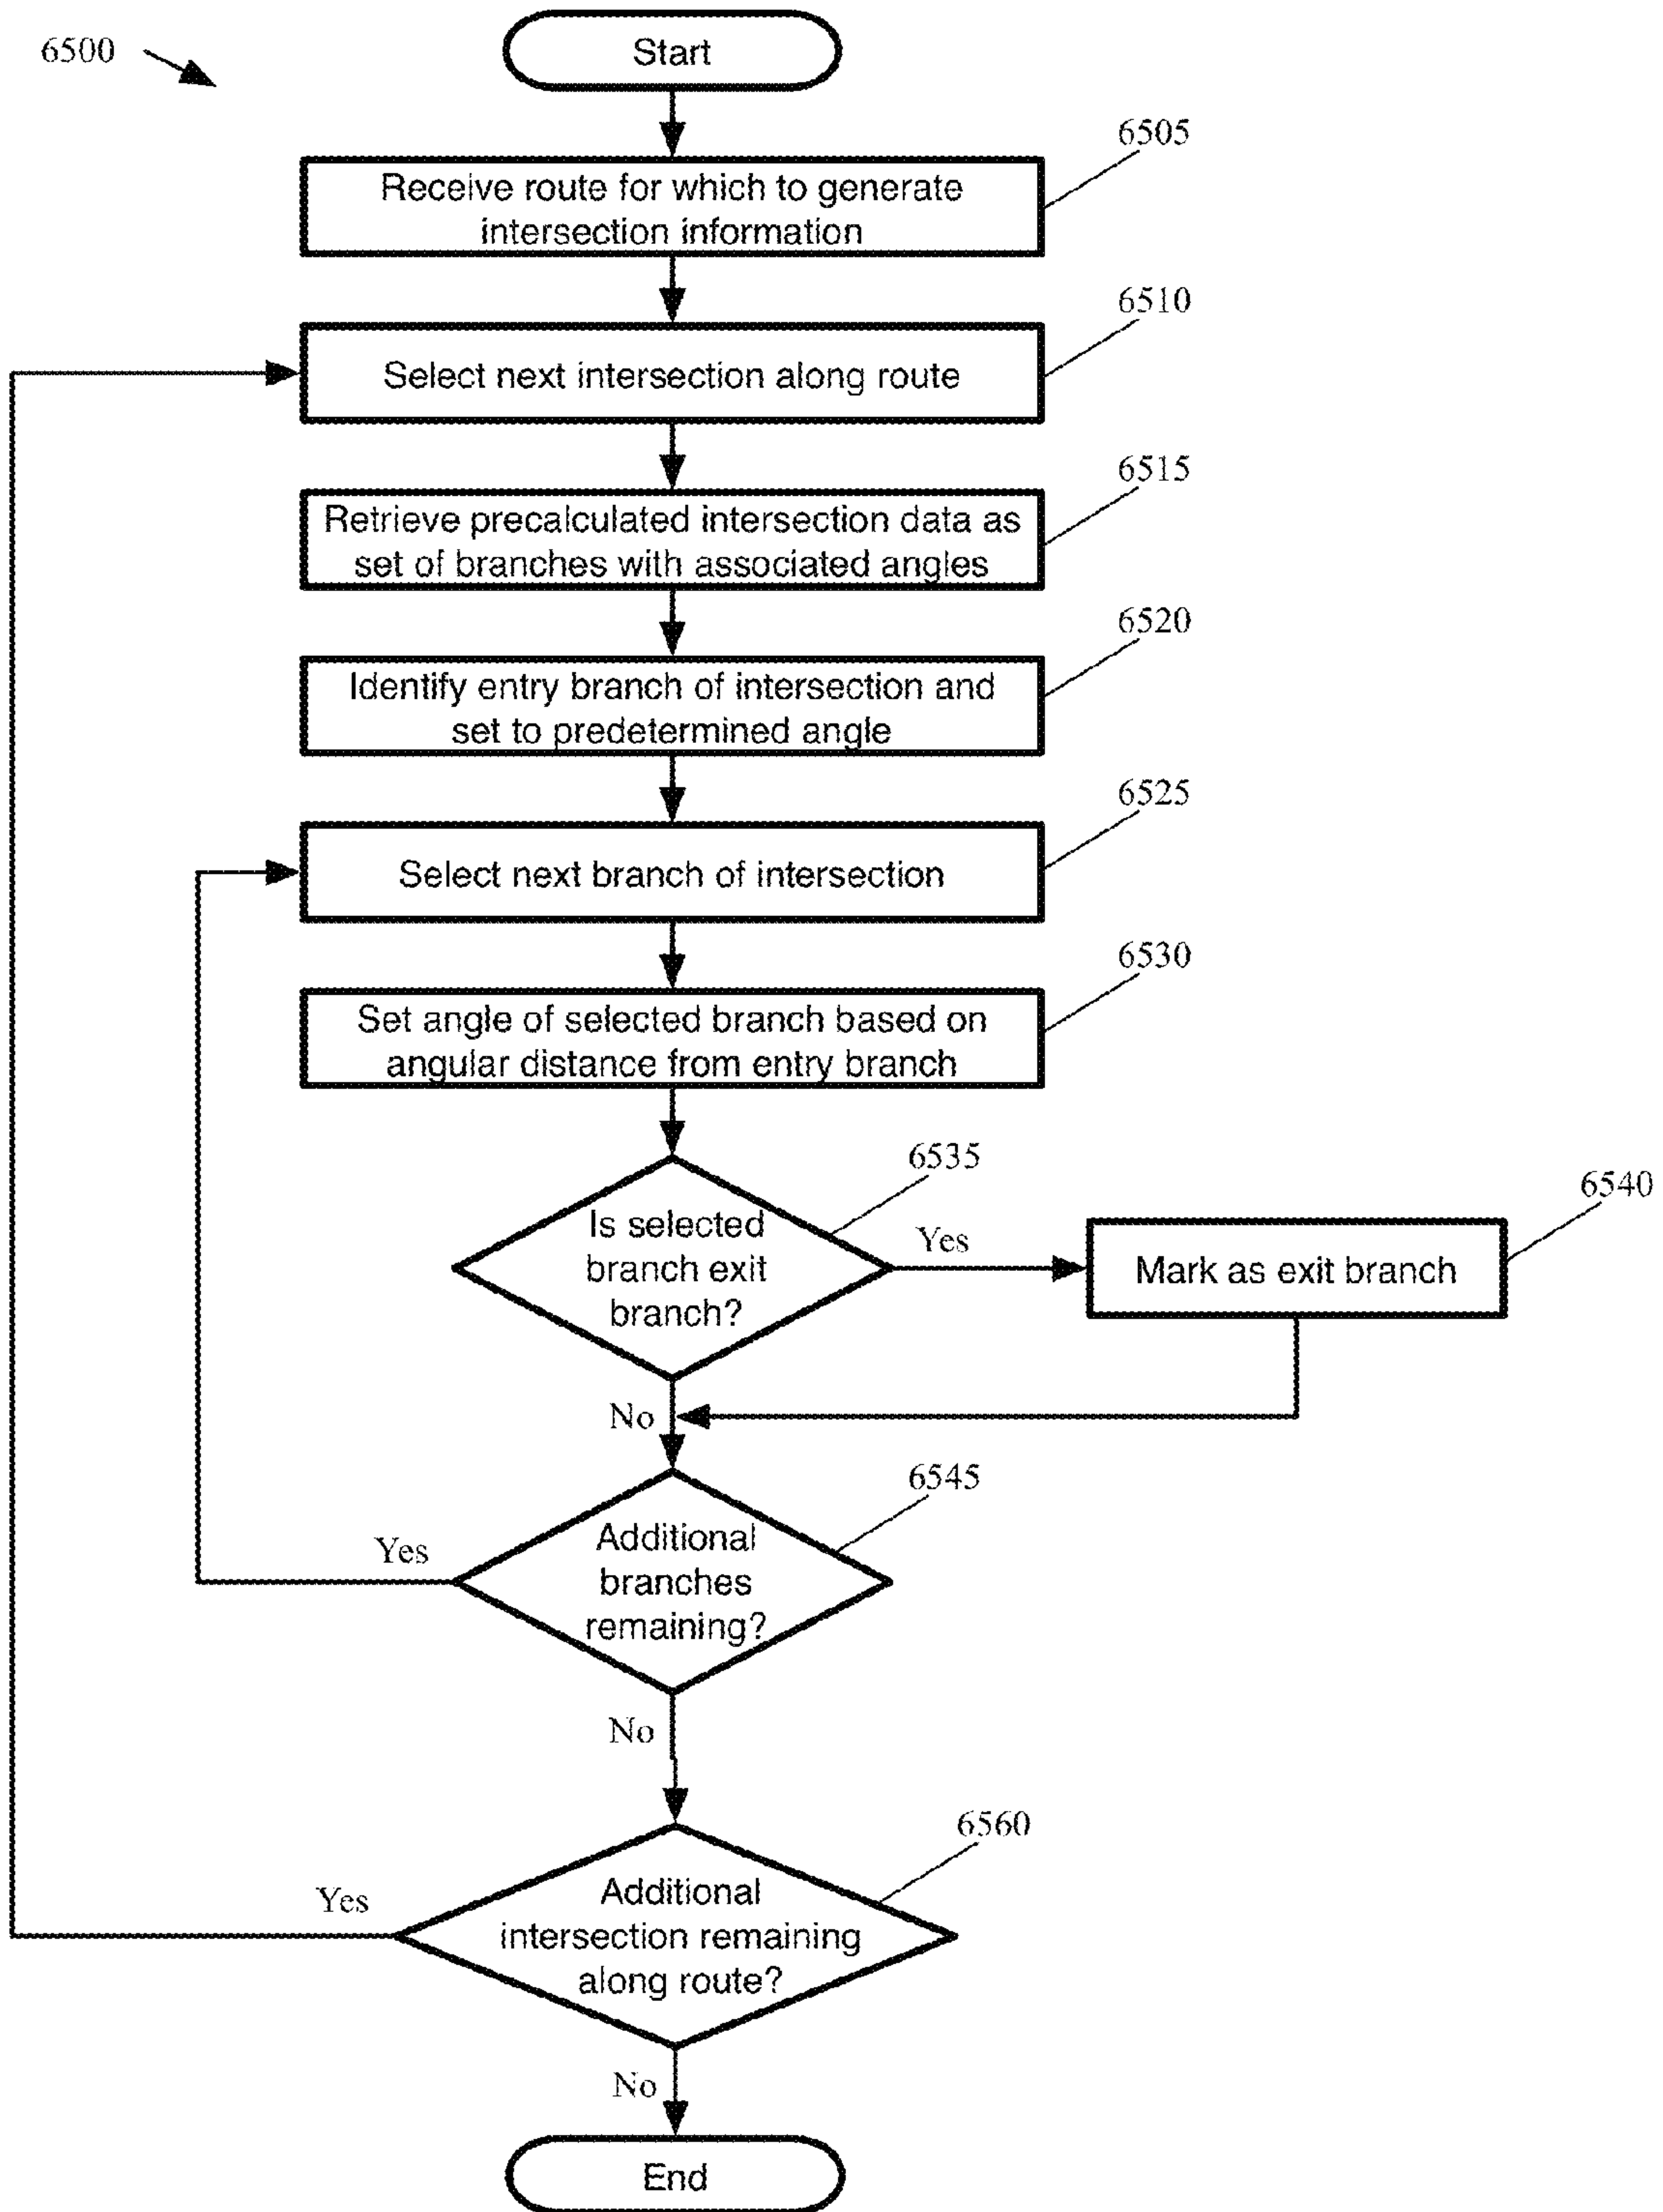 6500
Start
6505
Receive route for which to generate
intersection information
6510
Select next intersection along route
6515
Retrieve precalculated intersection data as
set of branches with associated angles
6520
Identify entry branch of intersection and
set to predetermined angle
6525
Select next branch of intersection
6530
Set angle of selected branch based on
angular distance from entry branch
6535
Is selected
branch exit
branch?
Yes
6540
Mark as exit branch
No
6545
Additional
branches
remaining?
Yes
No
6560
Additional
intersection remaining
along route?
Yes
No
End